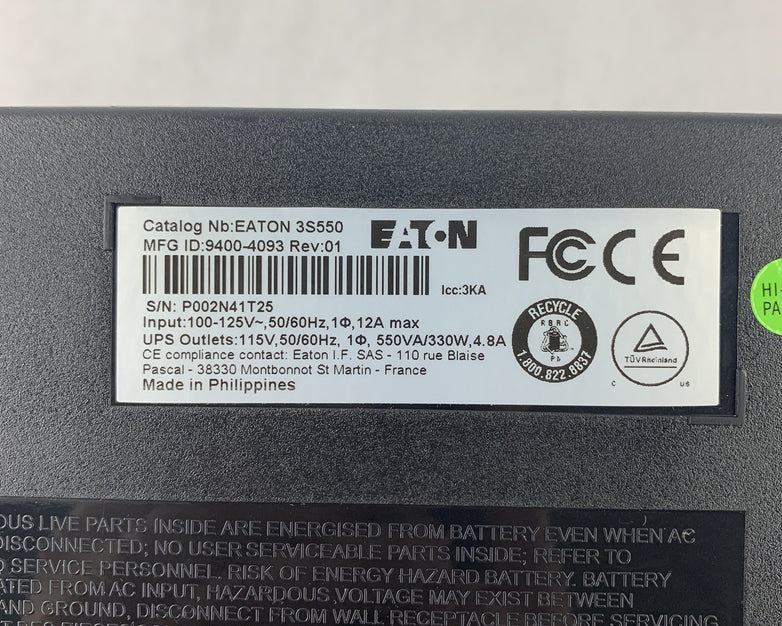 Catalog Nb:EATON 3S550
MFG ID:9400-4093 Rev:01
EATON
FCC CE
Icc:3KA
S/N: P002N41T25
Input:100-125V~,50/60Hz,1Φ,12A max
UPS Outlets:115V,50/60Hz, 1Φ, 550VA/330W,4.8A
CE compliance contact: Eaton I.F. SAS - 110 rue Blaise
Pascal - 38330 Montbonnot St Martin - France
Made in Philippines
RECYCLE
RBRC
Pb
1.800.822.8837
TÜVRheinland
C US
HI-
PA
OUS LIVE PARTS INSIDE ARE ENERGISED FROM BATTERY EVEN WHEN AC
DISCONNECTED; NO USER SERVICEABLE PARTS INSIDE; REFER TO
D SERVICE PERSONNEL. RISK OF ENERGY HAZARD BATTERY. BATTERY
ATED FROM AC INPUT, HAZARDOUS VOLTAGE MAY EXIST BETWEEN
AND GROUND, DISCONNECT FROM WALL RECEPTACLE BEFORE SERVICING